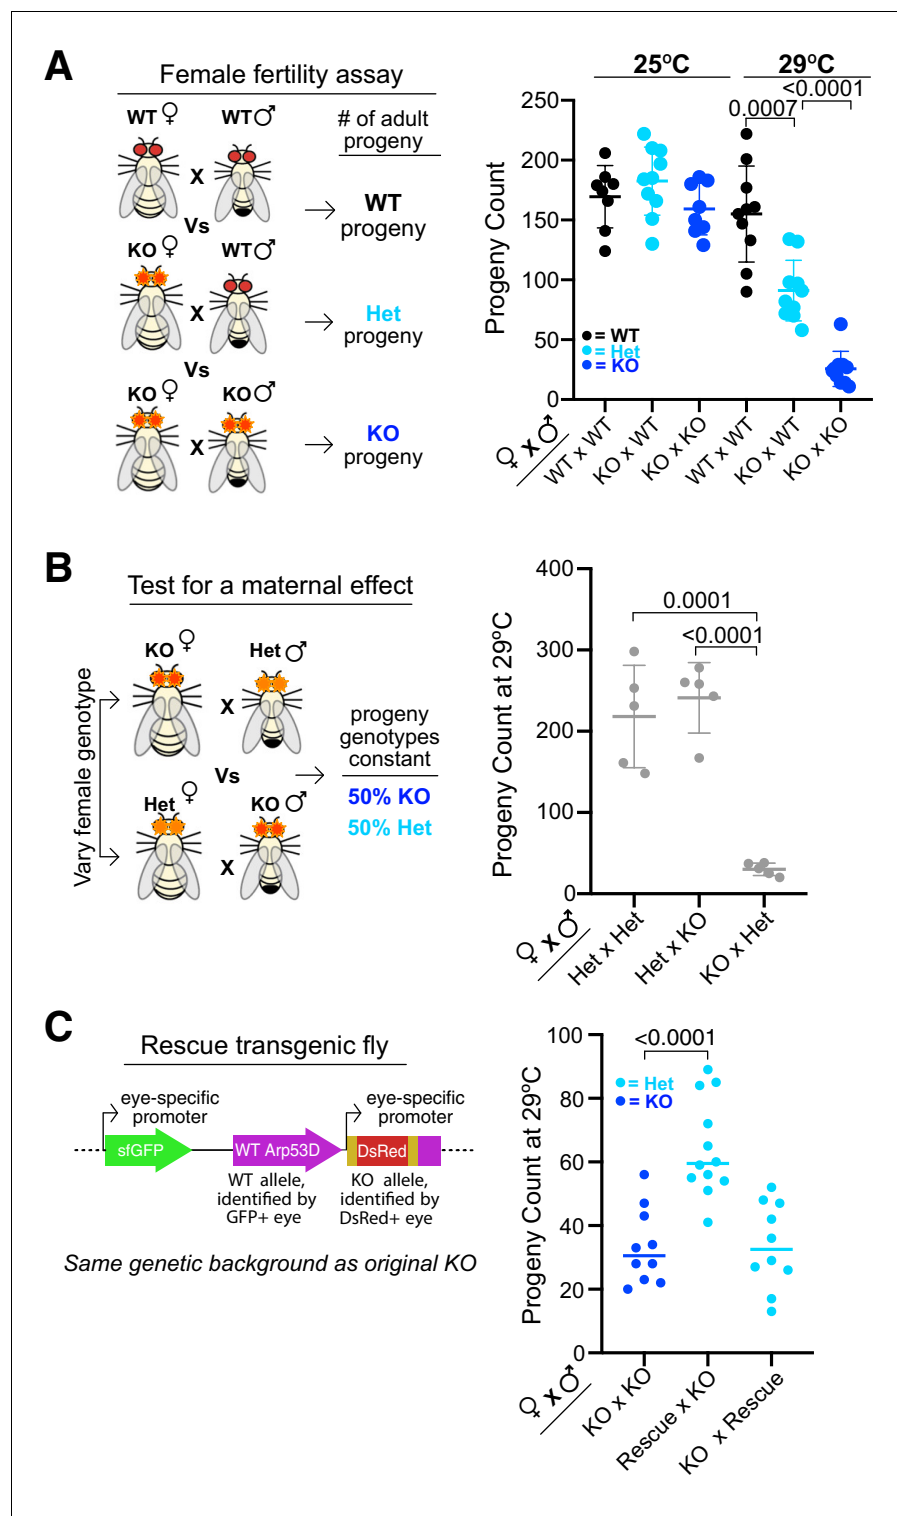 A
Female fertility assay
WT ♀
WT ♂
# of adult
progeny
X
WT
progeny
Vs
KO ♀
WT ♂
X
Het
progeny
Vs
KO ♀
KO ♂
X
KO
progeny
25ºC
29ºC
<0.0001
0.0007
250
200
150
100
50
0
Progeny Count
= WT
= Het
= KO
♀ X ♂
WT x WT
KO x WT
KO x KO
WT x WT
KO x WT
KO x KO
B
Test for a maternal effect
Vary female genotype
KO ♀
Het ♂
X
Vs
Het ♀
KO ♂
X
progeny
genotypes
constant
50% KO
50% Het
400
300
200
100
0
Progeny Count at 29ºC
0.0001
<0.0001
♀ X ♂
Het x Het
Het x KO
KO x Het
C
Rescue transgenic fly
eye-specific
promoter
eye-specific
promoter
sfGFP
WT Arp53D
DsRed
WT allele,
identified by
GFP+ eye
KO allele,
identified by
DsRed+ eye
Same genetic background as original KO
100
80
60
40
20
0
Progeny Count at 29ºC
<0.0001
= Het
= KO
♀ X ♂
KO x KO
Rescue x KO
KO x Rescue